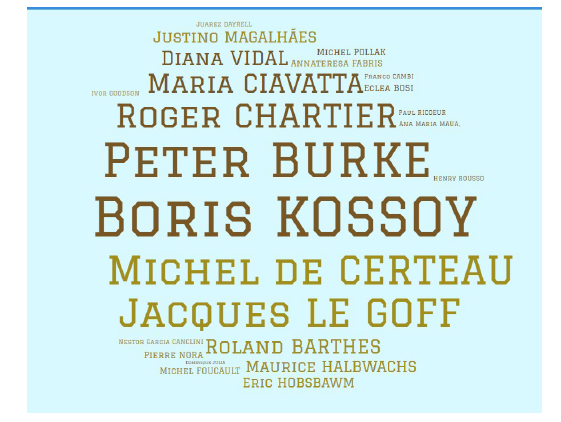 Juarez DAYRELL
Justino MAGALHÃES
Diana VIDAL Michel POLLAK
Annateresa FABRIS
Maria CIAVATTA Franco CAMBI
Ivor GOODSON Eclea BOSI
Roger CHARTIER Paul RICOEUR
Ana Maria MAUA,
Peter BURKE
Henry ROUSSO
Boris KOSSOY
Michel DE CERTEAU
Jacques LE GOFF
Nestor Garcia CANCLINI Roland BARTHES
Pierre NORA
Dominique JULIA
Michel FOUCAULT Maurice HALBWACHS
Eric HOBSBAWM